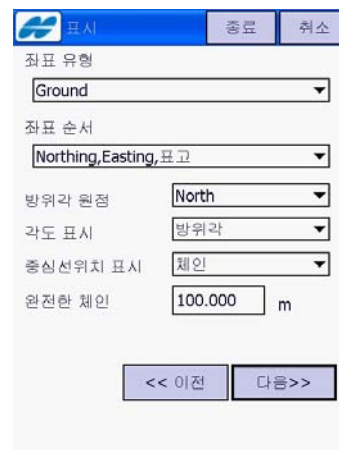 표시 종료 취소
좌표 유형
Ground
좌표 순서
Northing,Easting,표고
방위각 원점 North
각도 표시 방위각
중심선위치 표시 체인
완전한 체인 100.000 m
<< 이전 다음>>